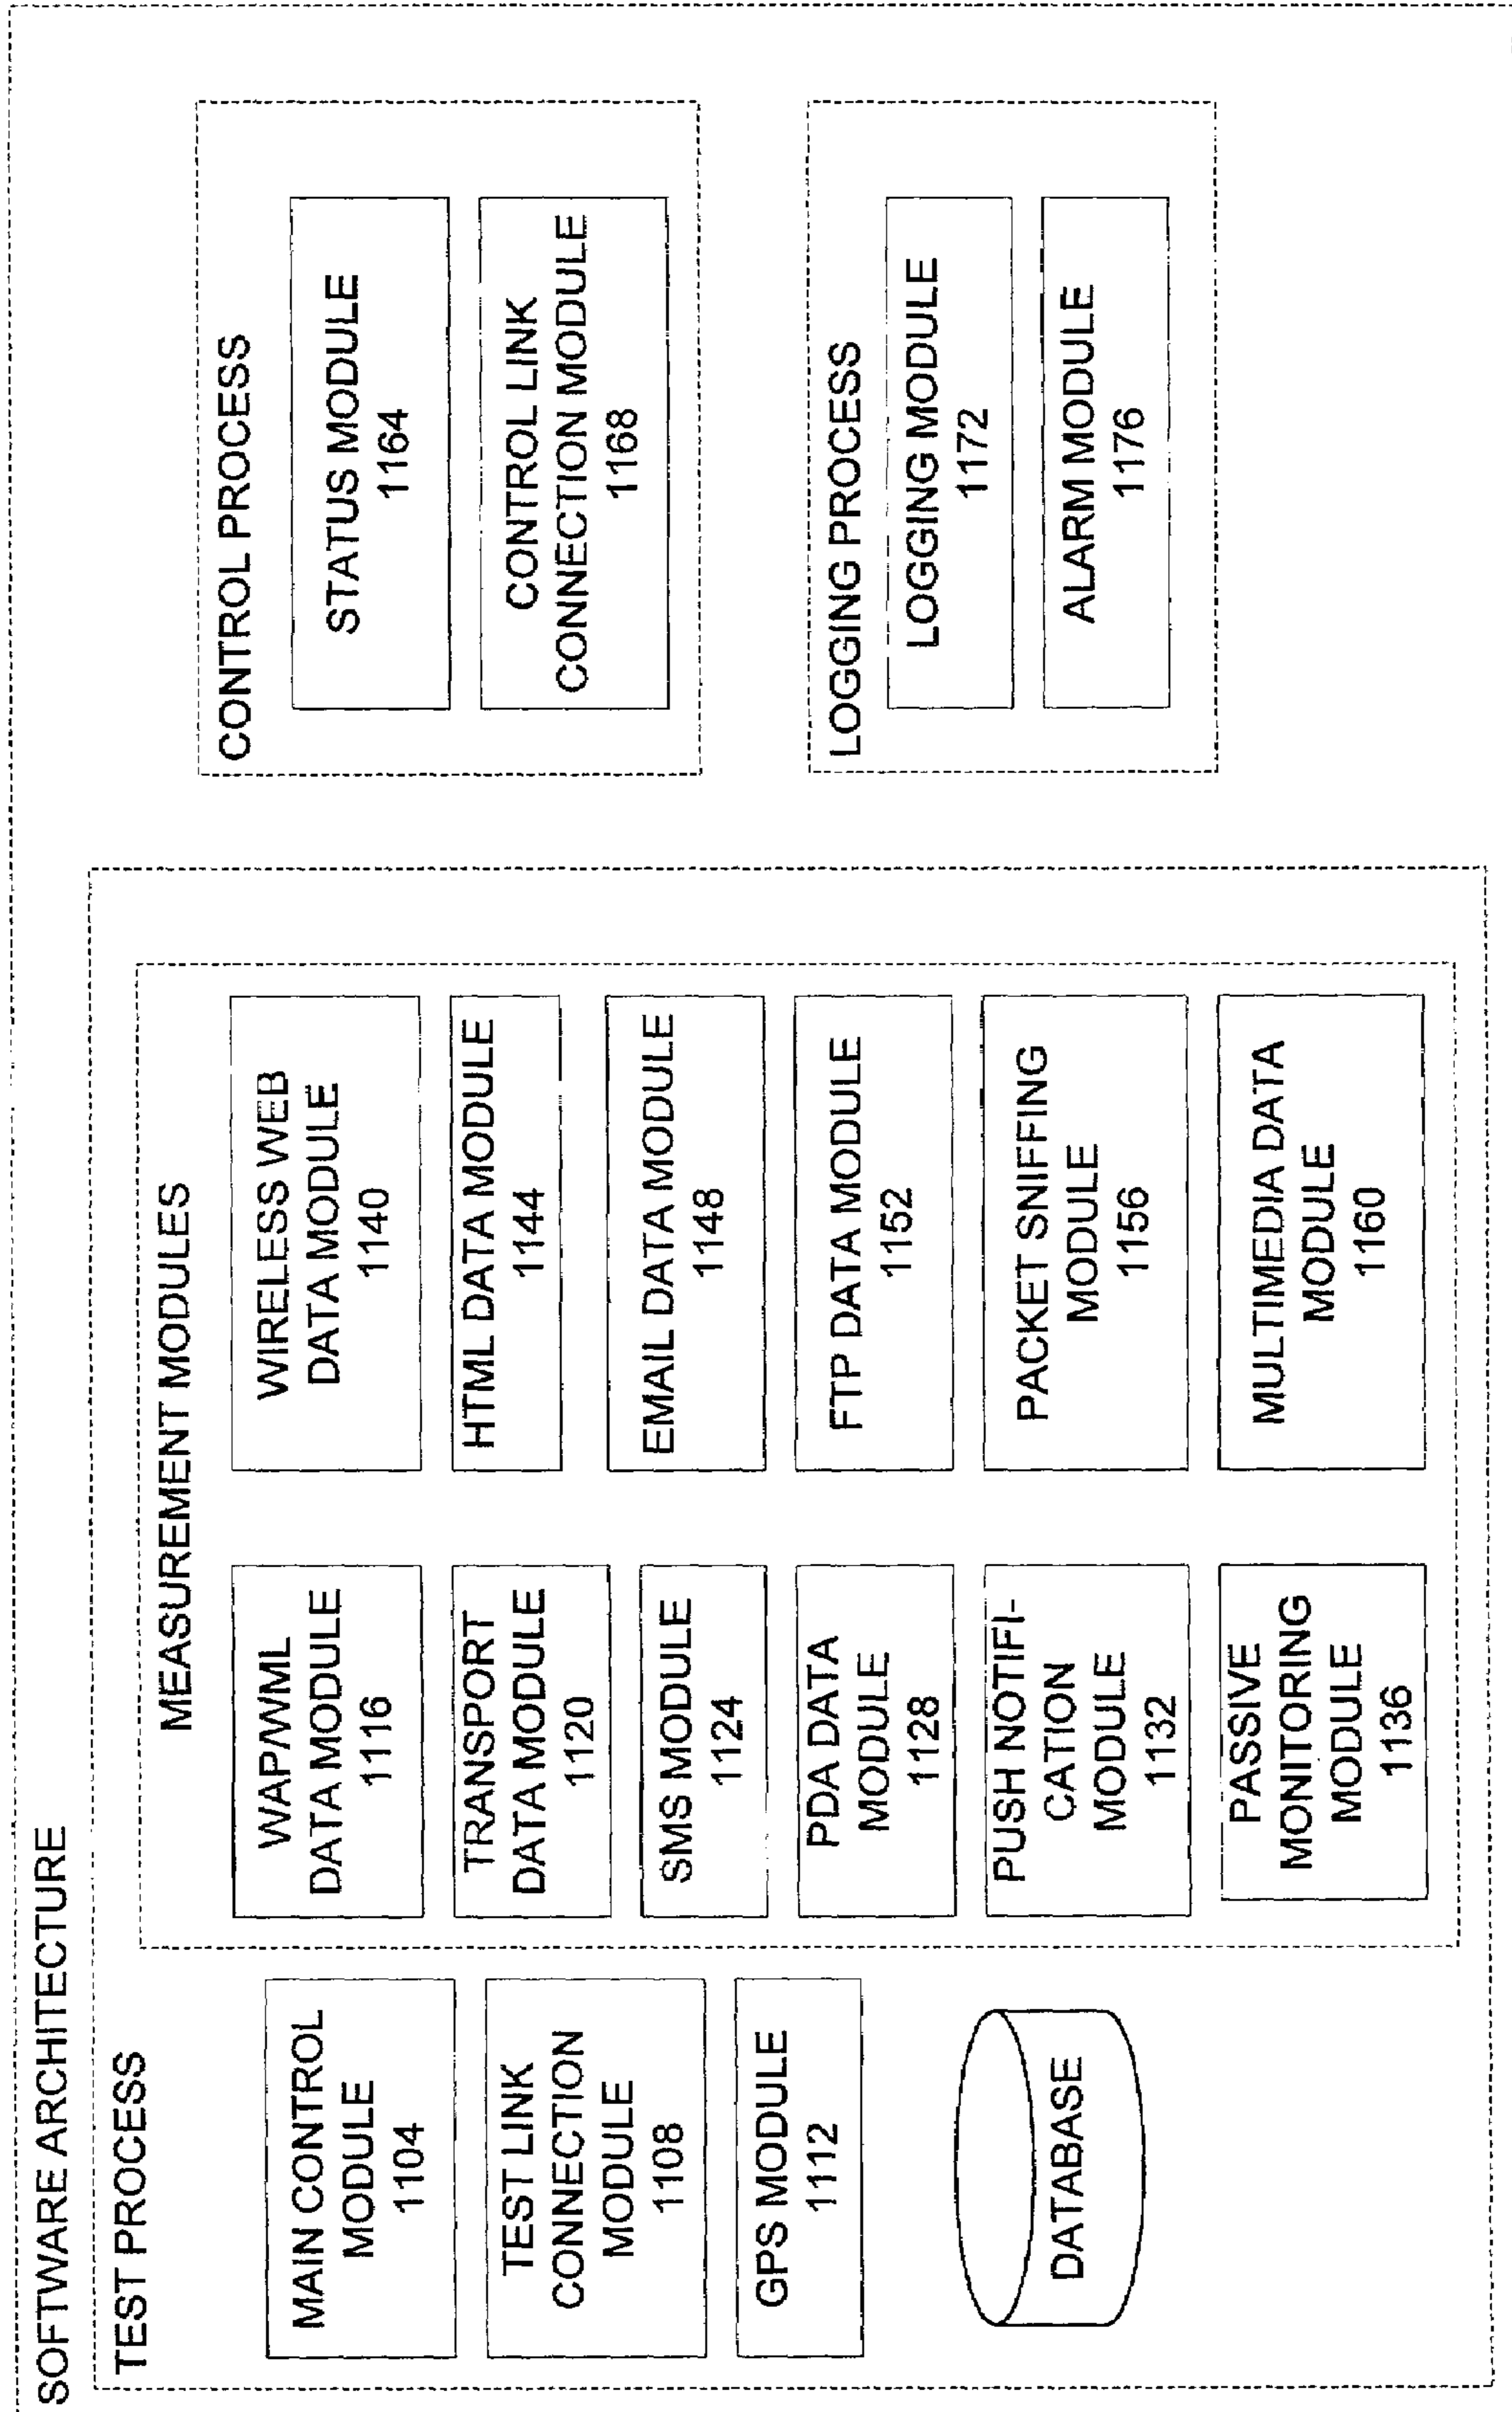 SOFTWARE ARCHITECTURE
TEST PROCESS
MAIN CONTROL
MODULE
1104
TEST LINK
CONNECTION
MODULE
1108
GPS MODULE
1112
DATABASE
MEASUREMENT MODULES
WAP/WML
DATA MODULE
1116
TRANSPORT
DATA MODULE
1120
SMS MODULE
1124
PDA DATA
MODULE
1128
PUSH NOTIFI-
CATION
MODULE
1132
PASSIVE
MONITORING
MODULE
1136
WIRELESS WEB
DATA MODULE
1140
HTML DATA MODULE
1144
EMAIL DATA MODULE
1148
FTP DATA MODULE
1152
PACKET SNIFFING
MODULE
1156
MULTIMEDIA DATA
MODULE
1160
CONTROL PROCESS
STATUS MODULE
1164
CONTROL LINK
CONNECTION MODULE
1168
LOGGING PROCESS
LOGGING MODULE
1172
ALARM MODULE
1176